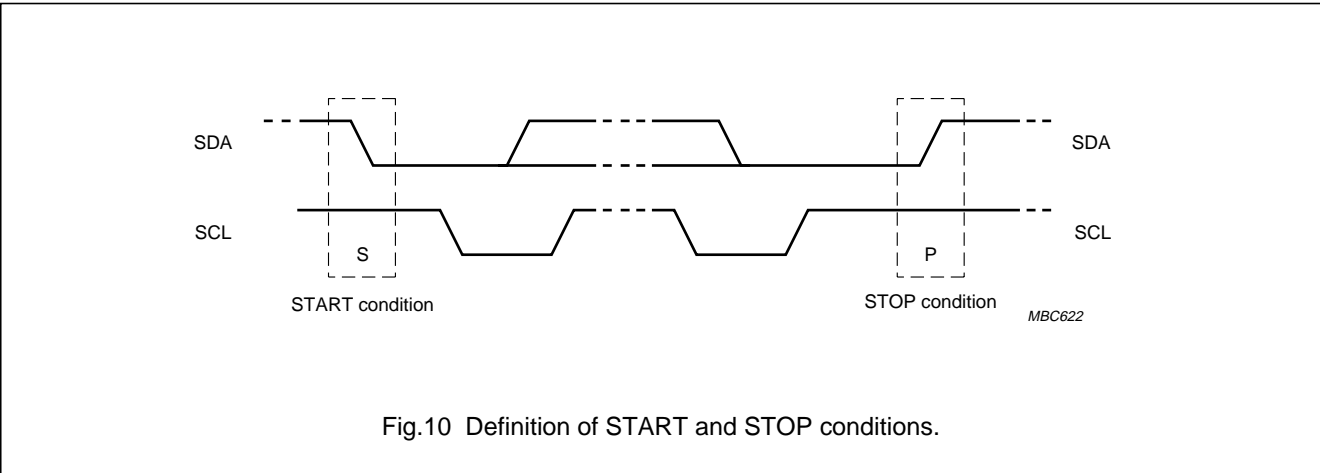 SDA
SDA
SCL
SCL
S
P
START condition
STOP condition
MBC622
Fig.10 Definition of START and STOP conditions.